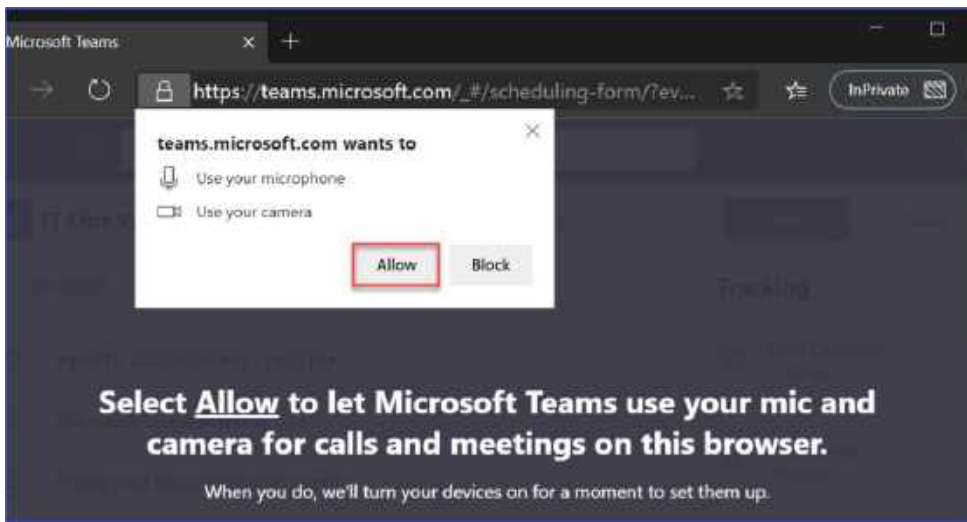 Microsoft Teams
https://teams.microsoft.com/_#/scheduling-form/?ev...
InPrivate
teams.microsoft.com wants to
Use your microphone
Use your camera
Allow
Block
Tracking
Select Allow to let Microsoft Teams use your mic and
camera for calls and meetings on this browser.
When you do, we'll turn your devices on for a moment to set them up.